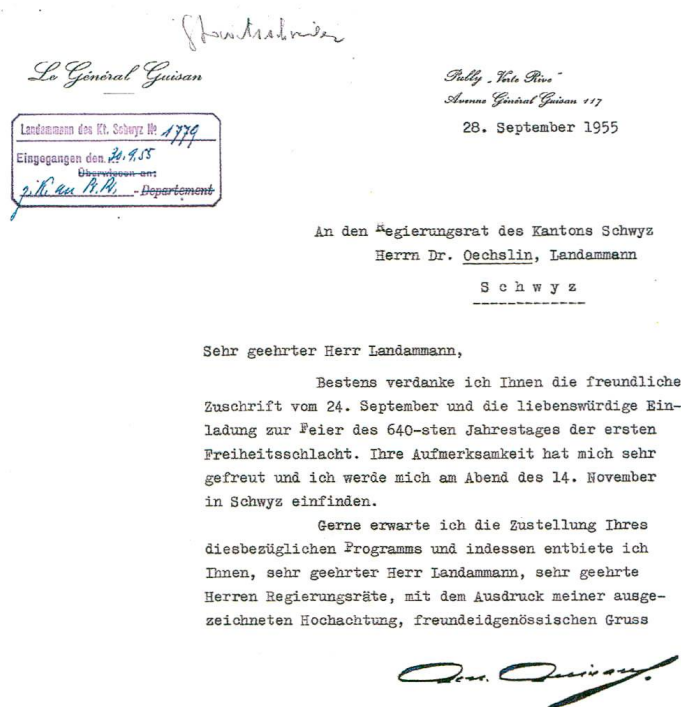 Le Général Guisan
Pully „Verte Rive"
Avenue Général Guisan 117
28. September 1955
Landammann des Kt. Schwyz № 1779
Eingegangen den 30.9.55
Überwiesen an:
z.K. an - Departement
An den Regierungsrat des Kantons Schwyz
Herrn Dr. Oechslin, Landammann
S c h w y z
Sehr geehrter Herr Landammann,
Bestens verdanke ich Ihnen die freundliche
Zuschrift vom 24. September und die liebenswürdige Ein-
ladung zur Feier des 640-sten Jahrestages der ersten
Freiheitsschlacht. Ihre Aufmerksamkeit hat mich sehr
gefreut und ich werde mich am Abend des 14. November
in Schwyz einfinden.
Gerne erwarte ich die Zustellung Ihres
diesbezüglichen Programms und indessen entbiete ich
Ihnen, sehr geehrter Herr Landammann, sehr geehrte
Herren Regierungsräte, mit dem Ausdruck meiner ausge-
zeichneten Hochachtung, freundeidgenössischen Gruss
Gen. Guisan.